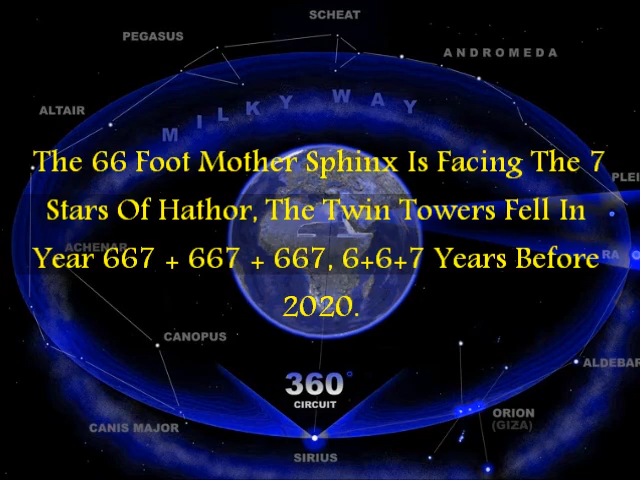 SCHEAT
PEGASUS
ANDROMEDA
ALTAIR
MILKY WAY
The 66 Foot Mother Sphinx Is Facing The 7
PLEI
Stars Of Hathor, The Twin Towers Fell In
ACHENAR
RA
Year 667 + 667 + 667, 6+6+7 Years Before
2020.
CANOPUS
ALDEBAR
360°
CIRCUIT
ORION
(GIZA)
CANIS MAJOR
SIRIUS